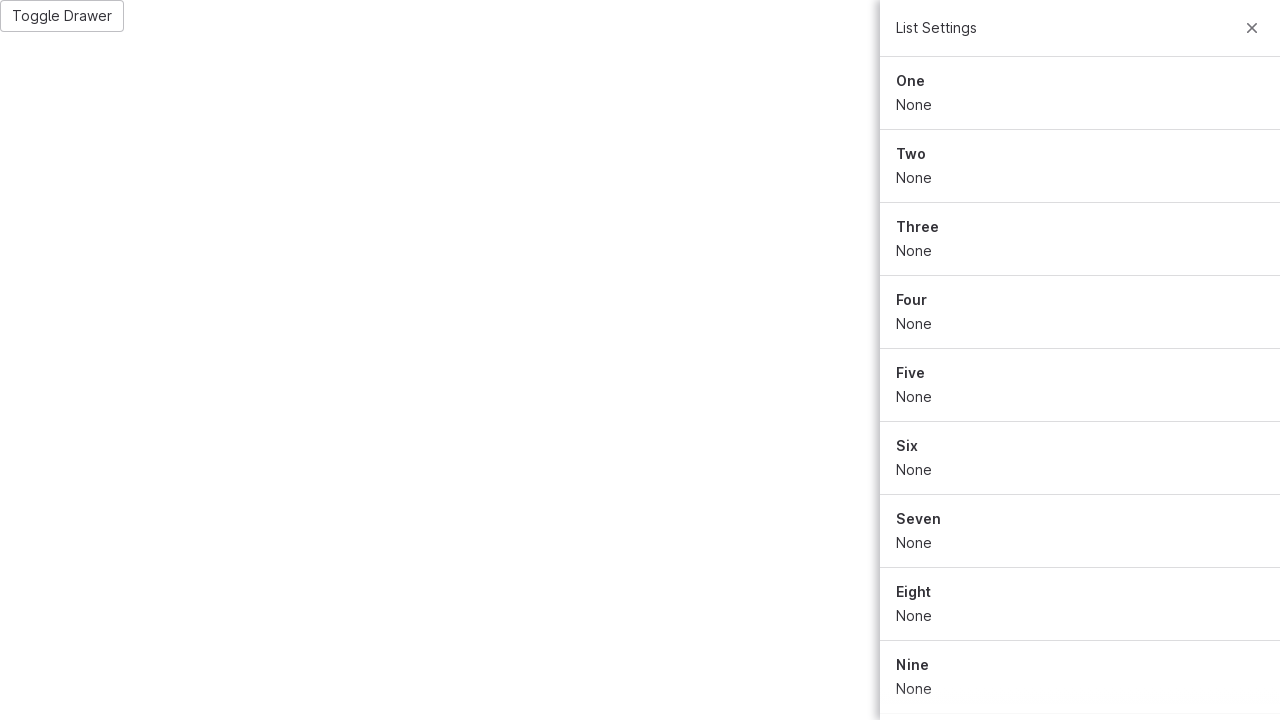 Toggle Drawer
List Settings
One
None
Two
None
Three
None
Four
None
Five
None
Six
None
Seven
None
Eight
None
Nine
None